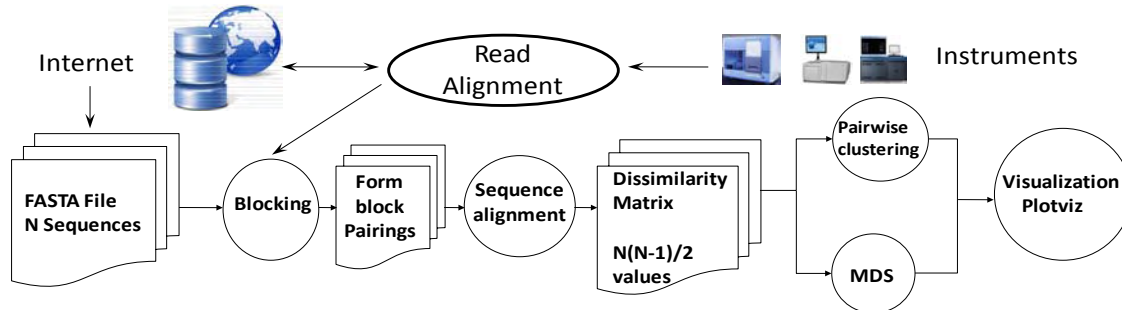 Internet
Read
Alignment
Instruments
FASTA File
N Sequences
Blocking
Form
block
Pairings
Sequence
alignment
Dissimilarity
Matrix
N(N-1)/2
values
Pairwise
clustering
MDS
Visualization
Plotviz